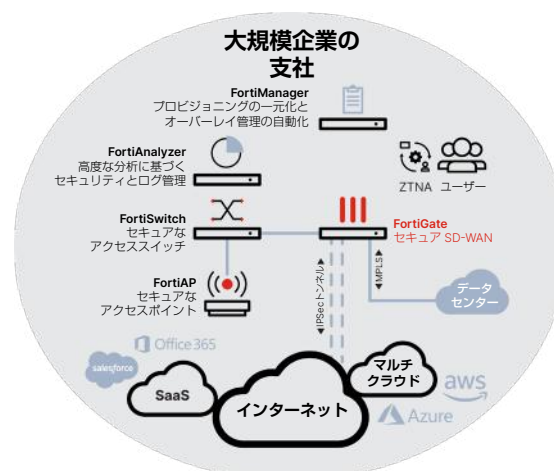 大規模企業の
支社
FortiManager
プロビジョニングの一元化と
オーバーレイ管理の自動化
FortiAnalyzer
高度な分析に基づく
セキュリティとログ管理
ZTNA ユーザー
FortiSwitch
セキュアな
アクセススイッチ
FortiGate
セキュア SD-WAN
FortiAP
セキュアな
アクセスポイント
◀IPSecトンネル▶
◀MPLS▶
データ
センター
Office 365
salesforce
SaaS
インターネット
マルチ
クラウド
aws
Azure